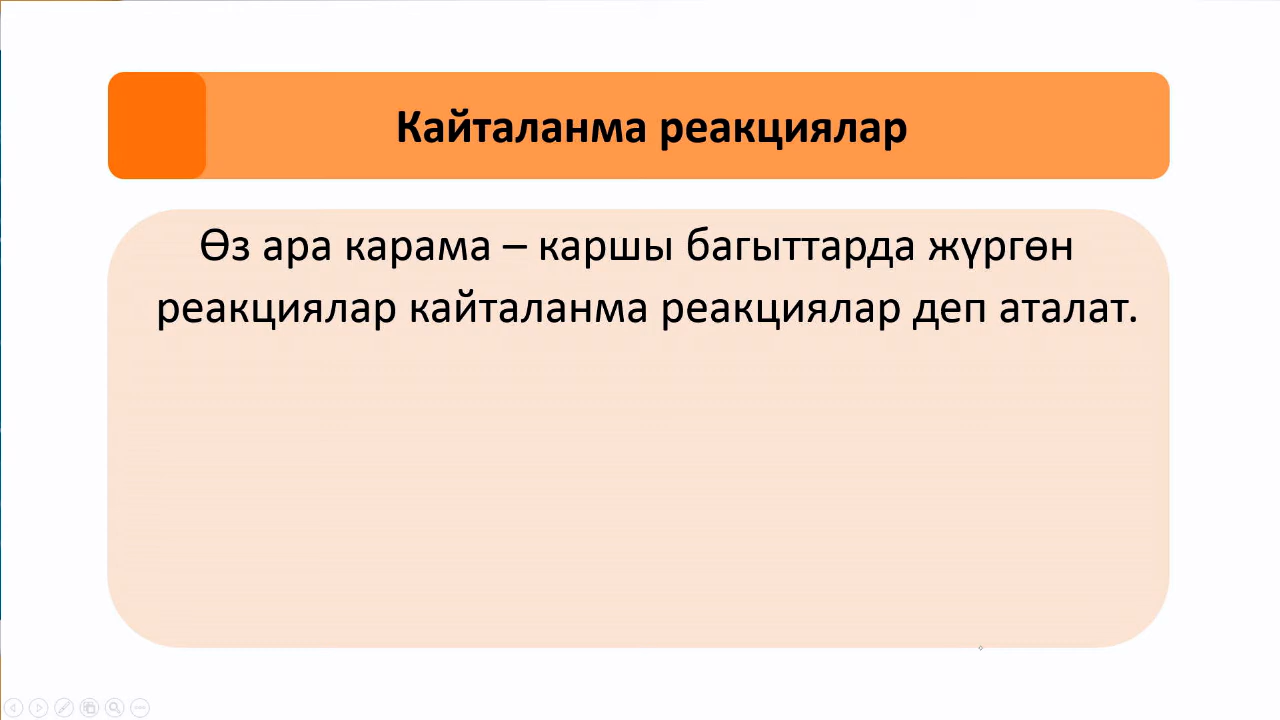 Кайталанма реакциялар
Өз ара карама – каршы багыттарда жүргөн
реакциялар кайталанма реакциялар деп аталат.